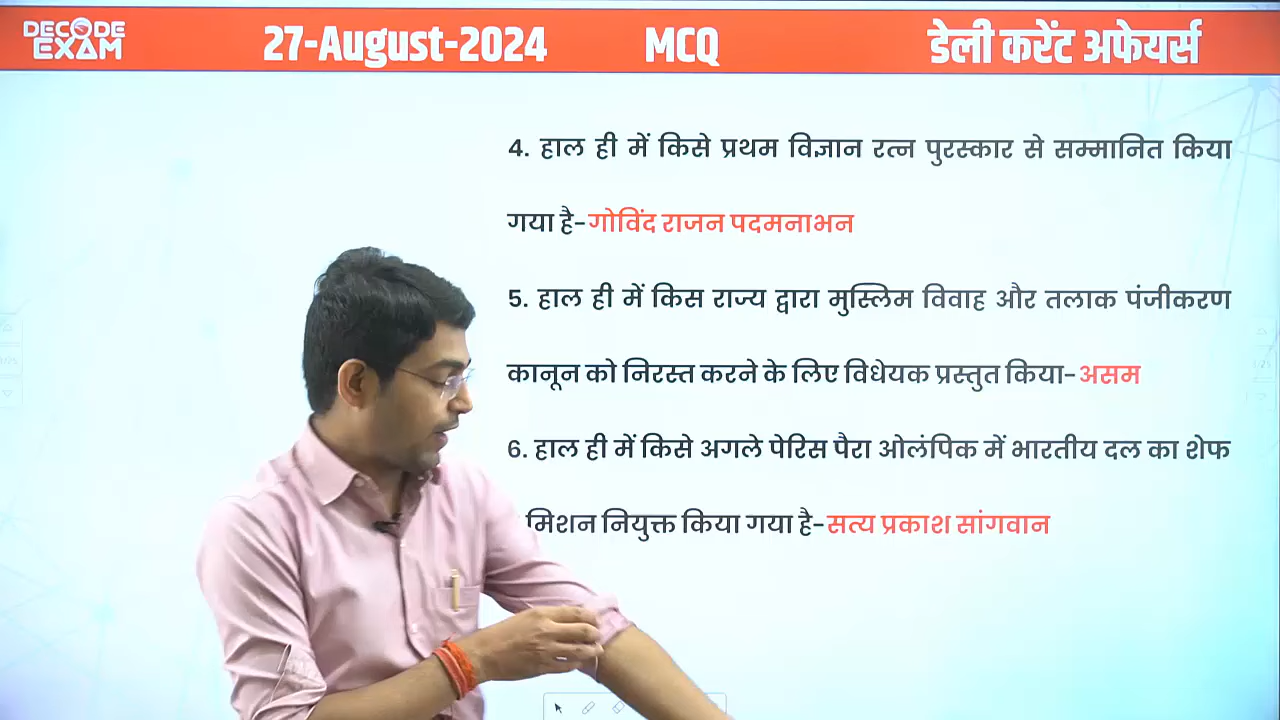 DECODE
EXAM
27-August-2024
MCQ
डेली करेंट अफेयर्स
4. हाल ही में किसे प्रथम विज्ञान रत्न पुरस्कार से सम्मानित किया
गया है-गोविंद राजन पदमनाभन
5. हाल ही में किस राज्य द्वारा मुस्लिम विवाह और तलाक पंजीकरण
कानून को निरस्त करने के लिए विधेयक प्रस्तुत किया-असम
6. हाल ही में किसे अगले पेरिस पैरा ओलंपिक में भारतीय दल का शेफ
मिशन नियुक्त किया गया है-सत्य प्रकाश सांगवान